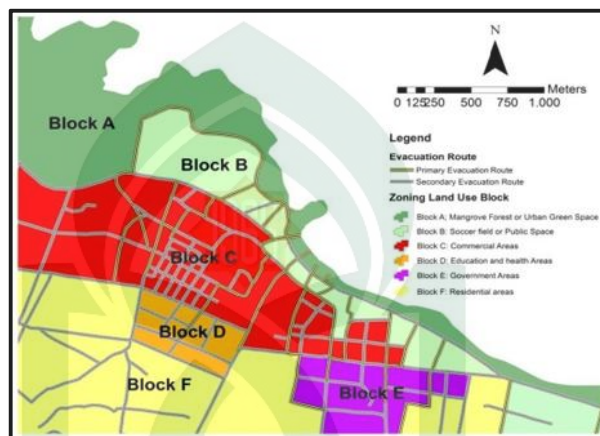 N
Meters
0 125250 500 750 1.000
Block A
Block B
Block C
Block D
Block E
Block F
Legend
Evacuation Route
Primary Evacuation Route
Secondary Evacuation Route
Zoning Land Use Block
Block A; Mangrove Forest or Urban Green Space
Block B: Soccer field or Public Space
Block C: Commercial Areas
Block D: Education and health Areas
Block E: Government Areas
Block F: Residential areas